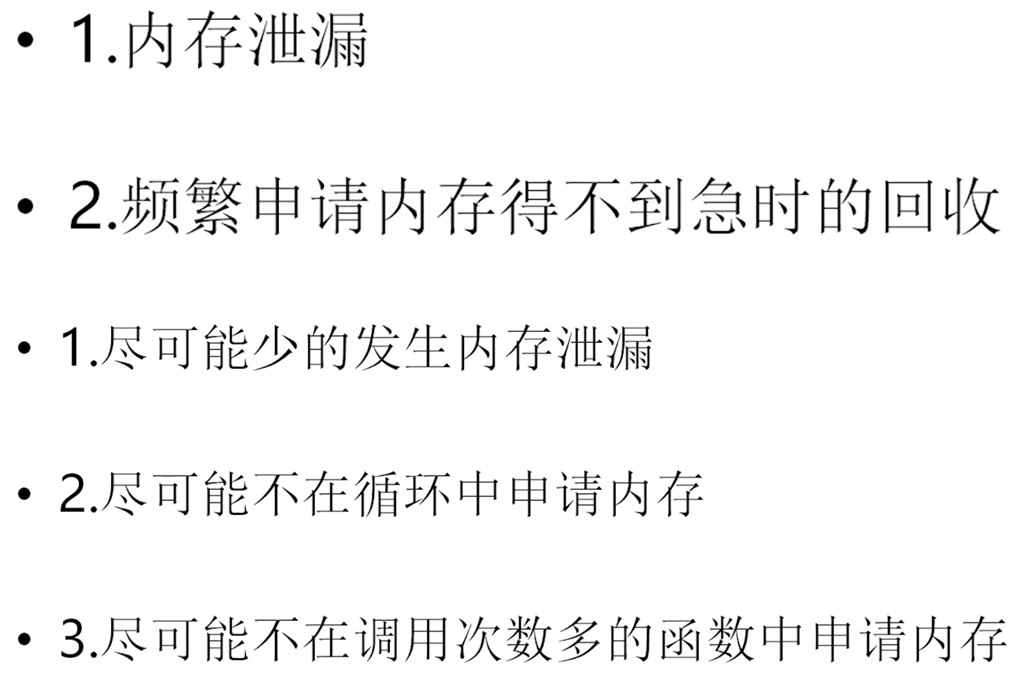 • 1.内存泄漏
• 2.频繁申请内存得不到急时的回收
• 1.尽可能少的发生内存泄漏
• 2.尽可能不在循环中申请内存
• 3.尽可能不在调用次数多的函数中申请内存